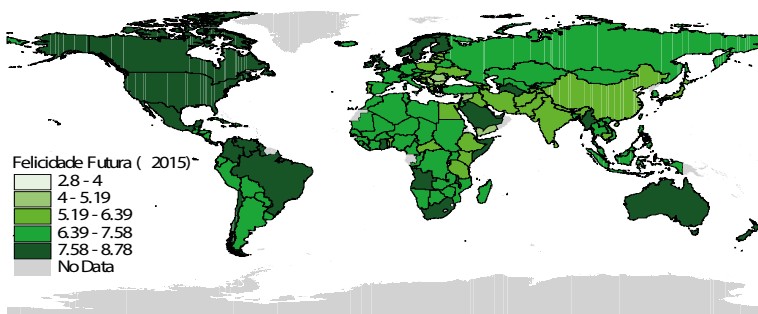 Felicidade Futura ( 2015)
2.8 - 4
4 - 5.19
5.19 - 6.39
6.39 - 7.58
7.58 - 8.78
No Data